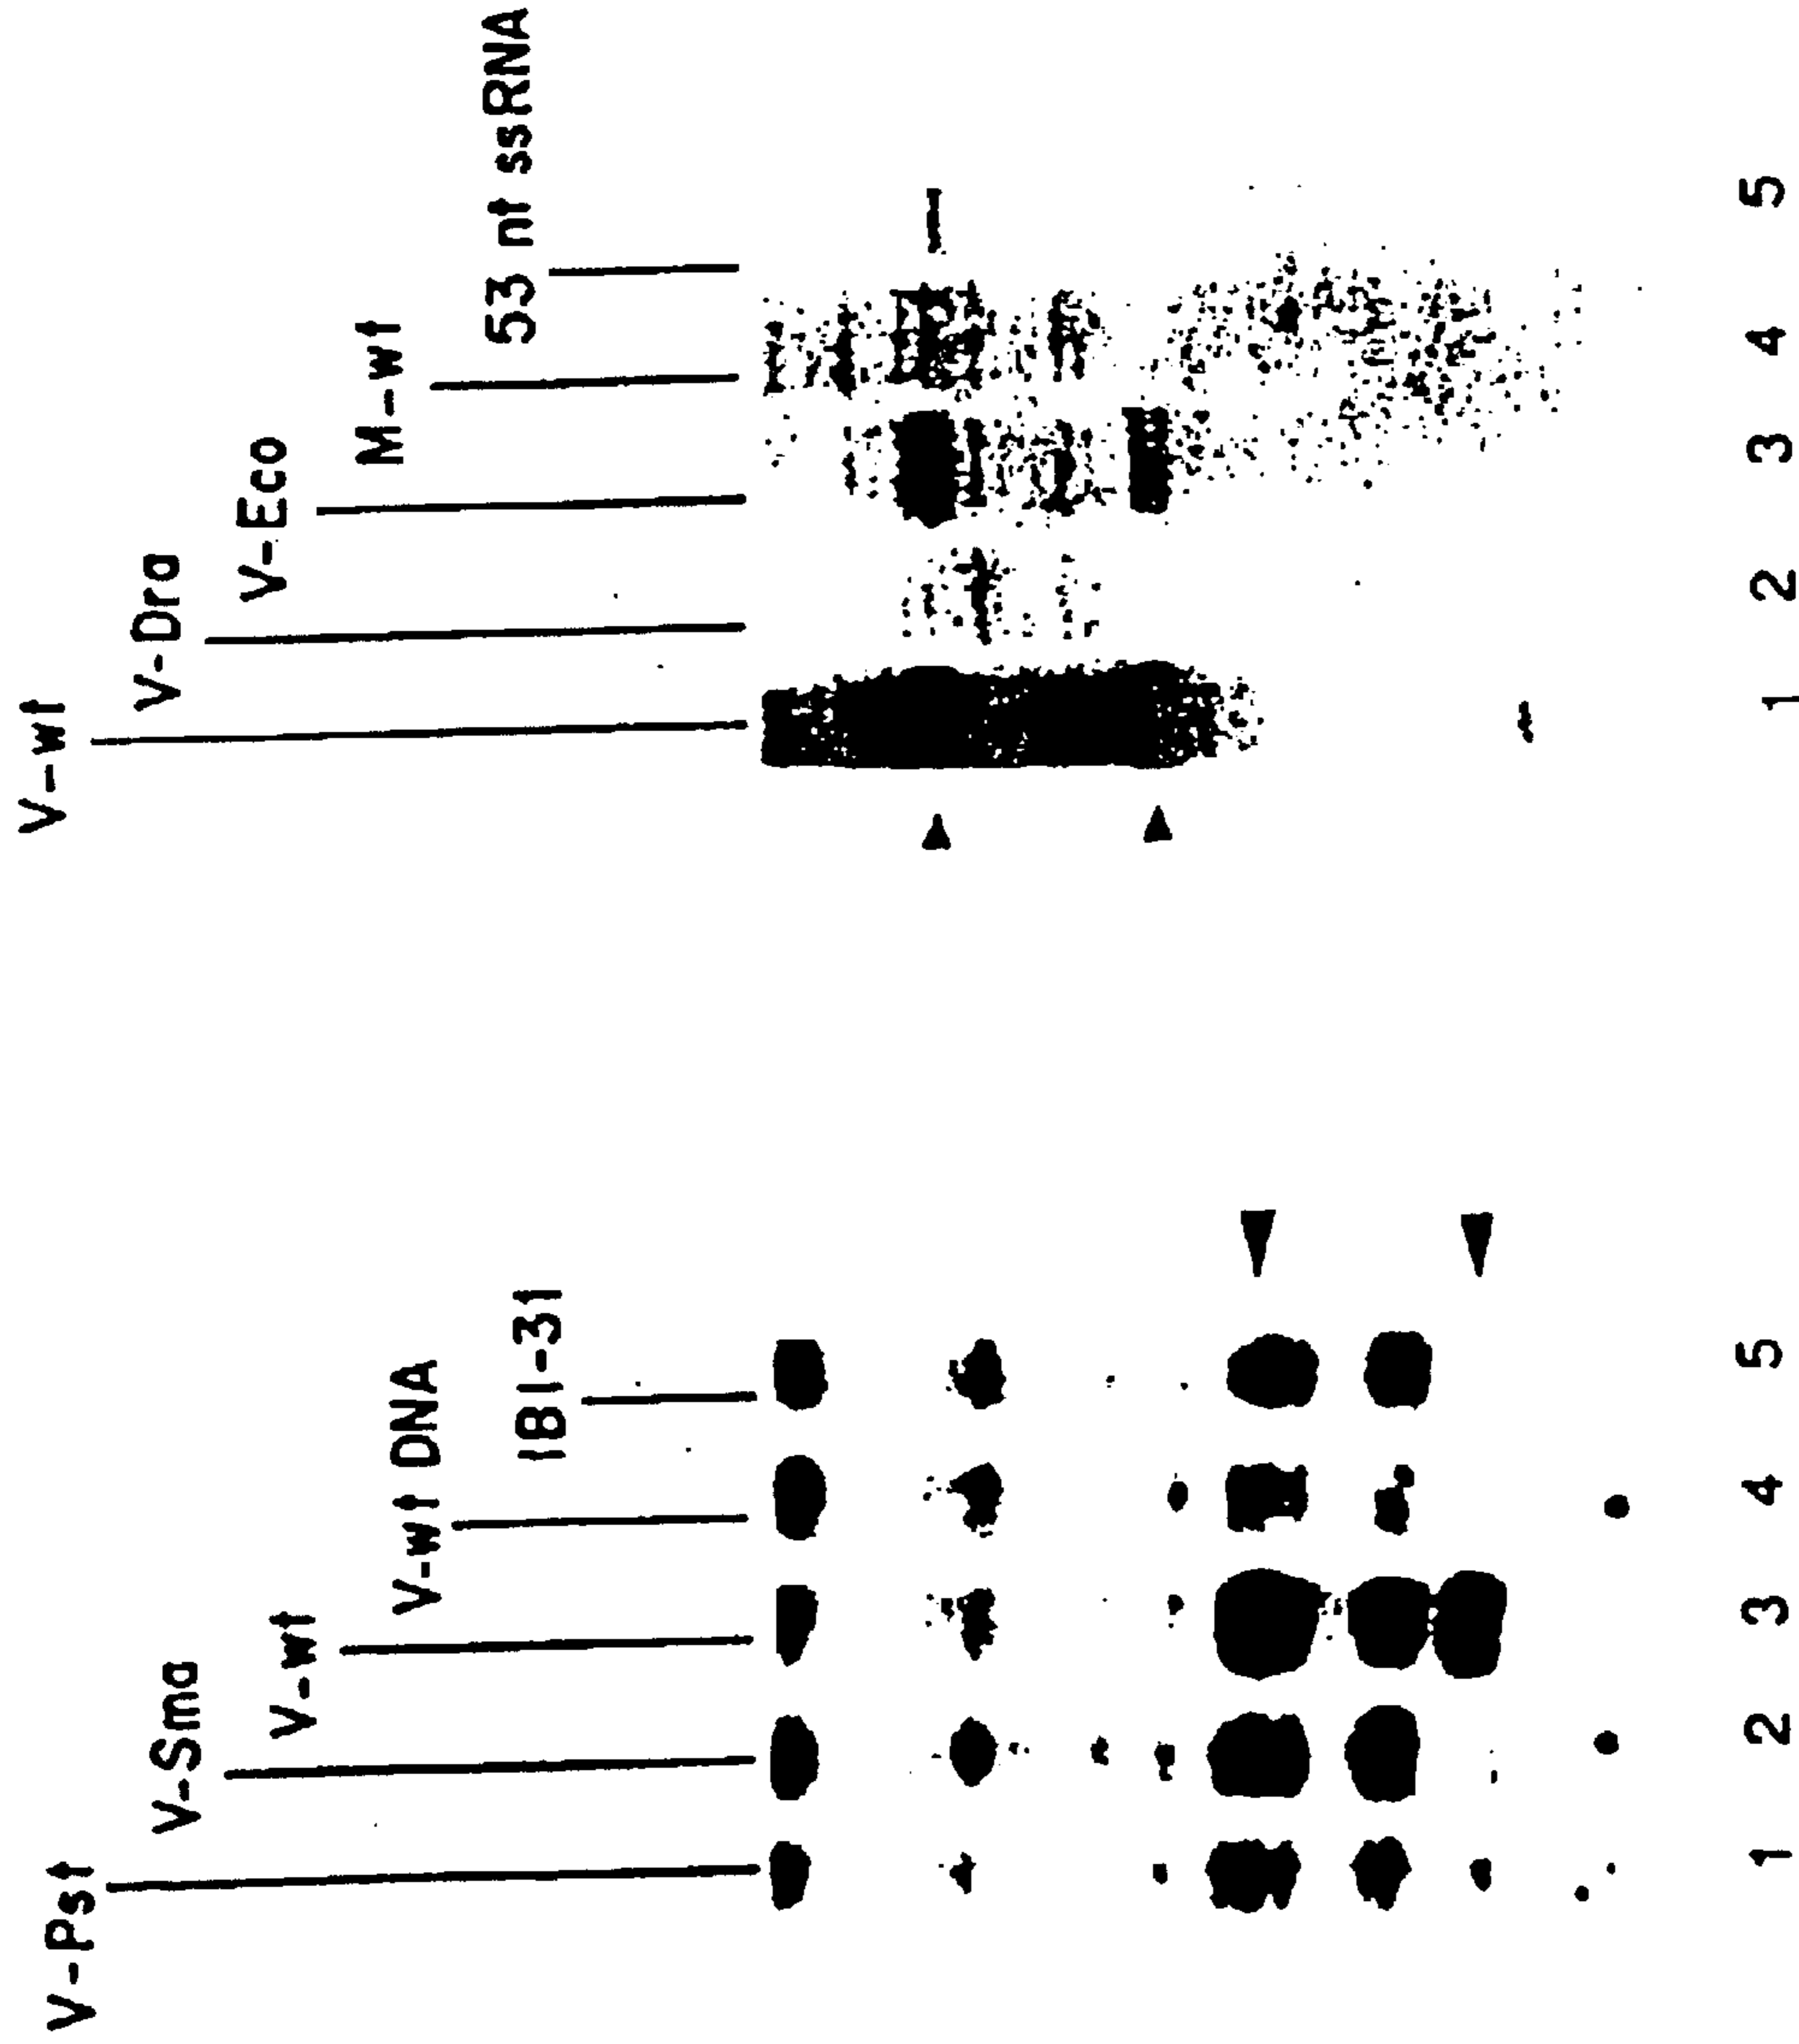 V-Pst
V-Sma
V-wt
V-wt DNA
181-31
1 2 3 4 5
V-wt
V-Dra
V-Eco
M-wt
53 nt ssRNA
1 2 3 4 5